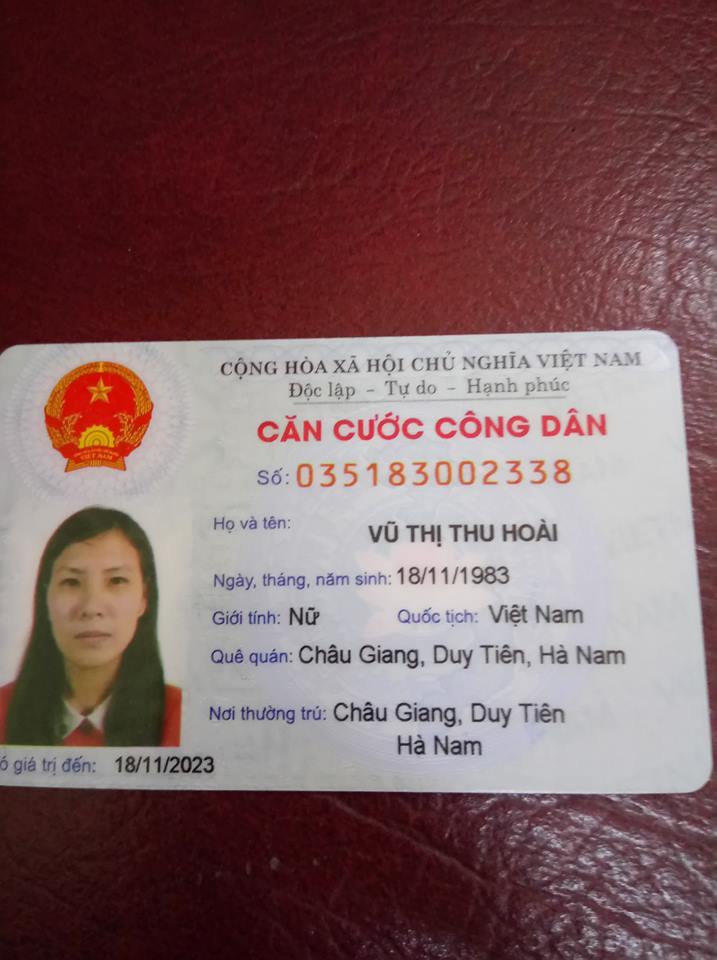 CỘNG HÒA XÃ HỘI CHỦ NGHĨA VIỆT NAM
Độc lập - Tự do - Hạnh phúc
CĂN CƯỚC CÔNG DÂN
Số: 035183002338
Họ và tên: VŨ THỊ THU HOÀI
Ngày, tháng, năm sinh: 18/11/1983
Giới tính: Nữ Quốc tịch: Việt Nam
Quê quán: Châu Giang, Duy Tiên, Hà Nam
Nơi thường trú: Châu Giang, Duy Tiên
Hà Nam
ó giá trị đến: 18/11/2023
VIỆT NAM